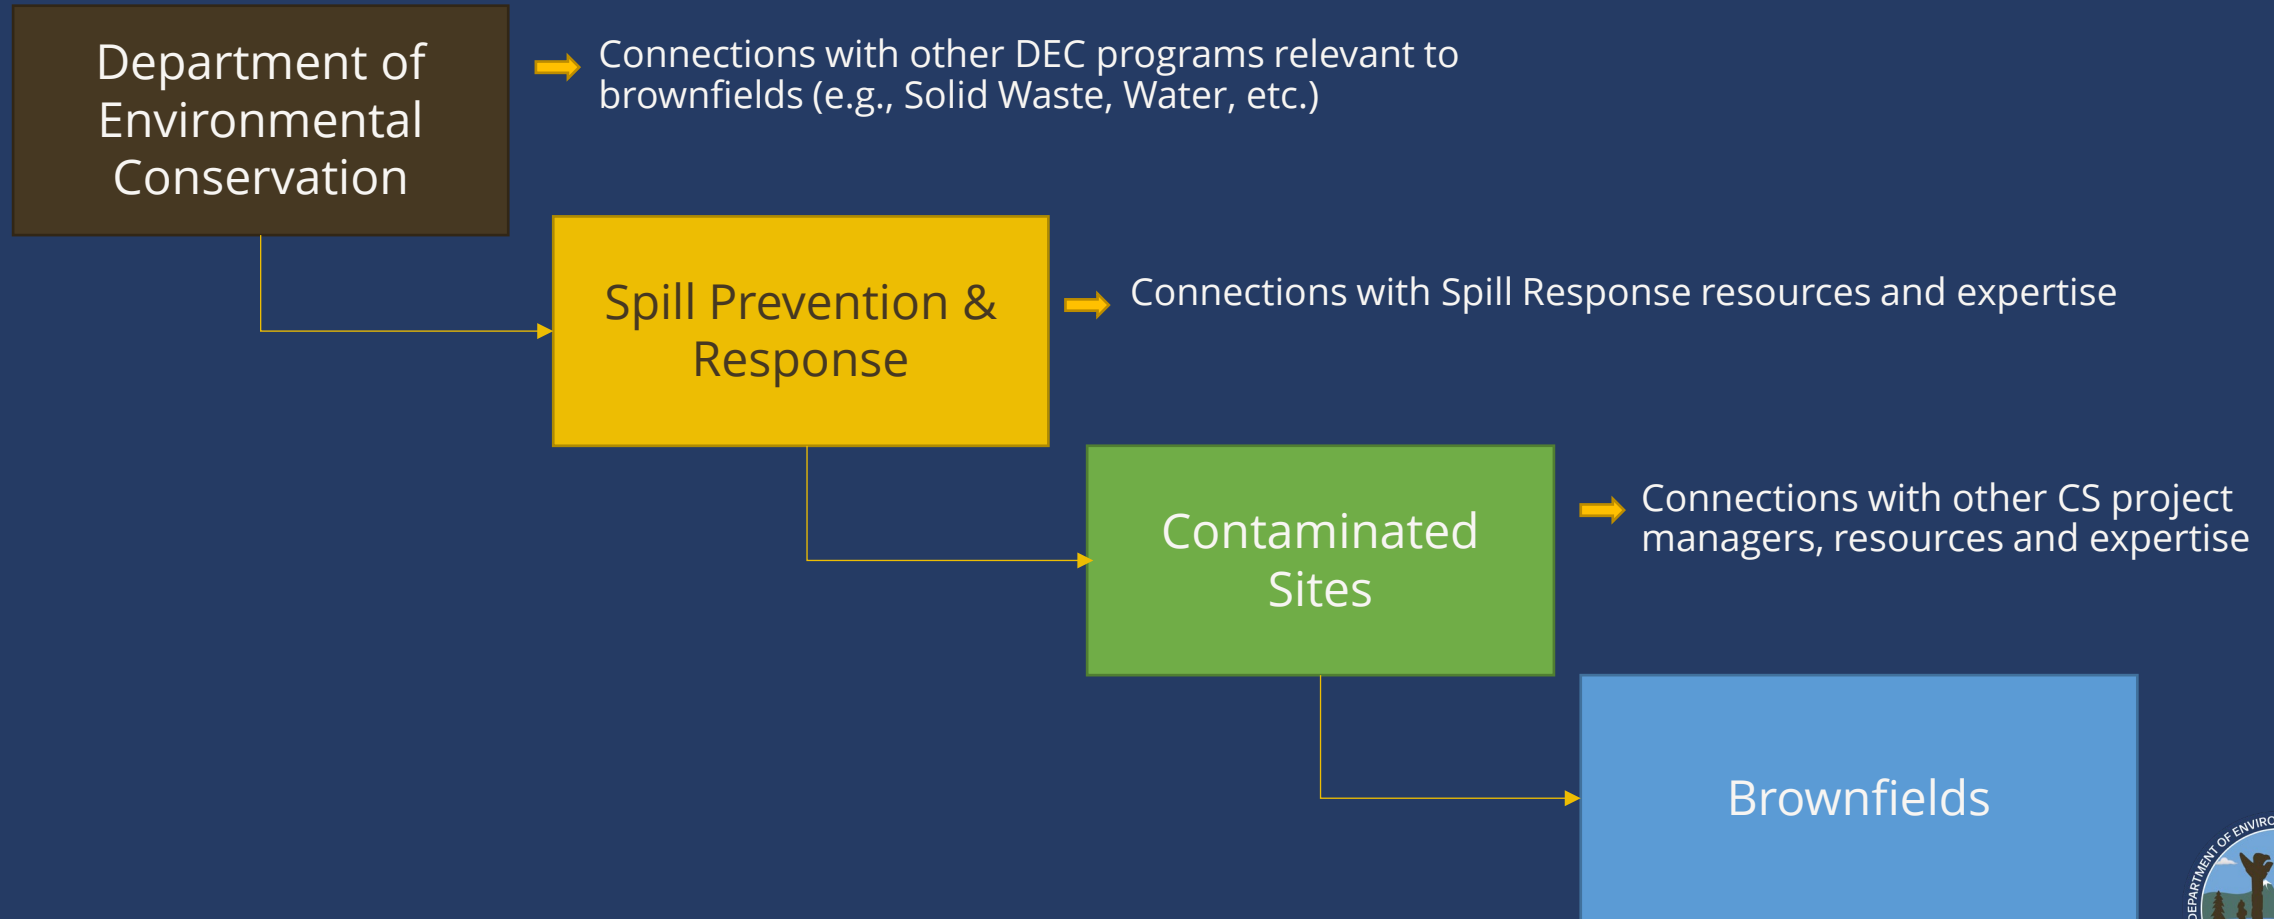 Department of
Environmental
Conservation
Connections with other DEC programs relevant to
brownfields (e.g., Solid Waste, Water, etc.)
Spill Prevention &
Response
Connections with Spill Response resources and expertise
Contaminated
Sites
Connections with other CS project
managers, resources and expertise
Brownfields
DEPARTMENT OF